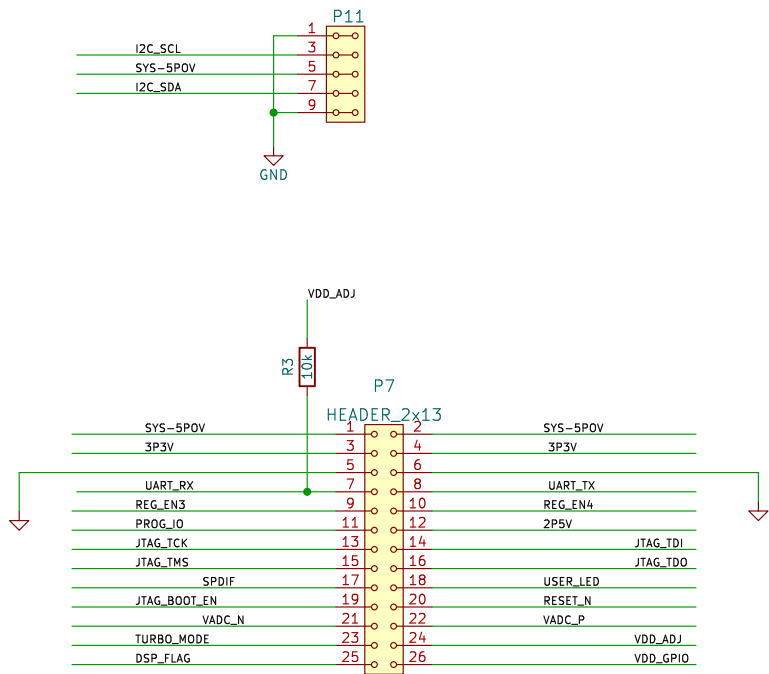 P11
1
I2C_SCL 3
SYS-5POV 5
I2C_SDA 7
9
GND
VDD_ADJ
R3 10k
P7
HEADER_2x13
SYS-5POV 1 2 SYS-5POV
3P3V 3 4 3P3V
5 6
UART_RX 7 8 UART_TX
REG_EN3 9 10 REG_EN4
PROG_IO 11 12 2P5V
JTAG_TCK 13 14 JTAG_TDI
JTAG_TMS 15 16 JTAG_TDO
SPDIF 17 18 USER_LED
JTAG_BOOT_EN 19 20 RESET_N
VADC_N 21 22 VADC_P
TURBO_MODE 23 24 VDD_ADJ
DSP_FLAG 25 26 VDD_GPIO